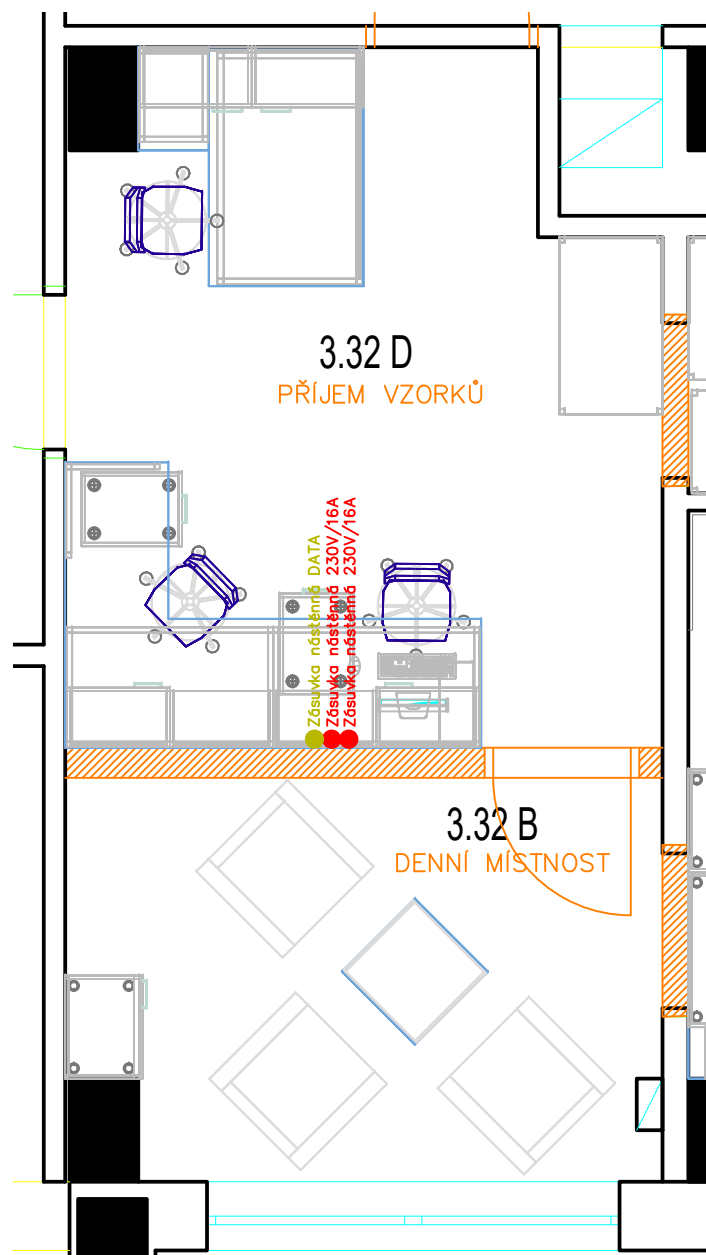 3.32 D
PŘÍJEM VZORKŮ
Zásuvka nástěnná DATA
Zásuvka nástěnná 230V/16A
Zásuvka nástěnná 230V/16A
3.32 B
DENNÍ MÍSTNOST